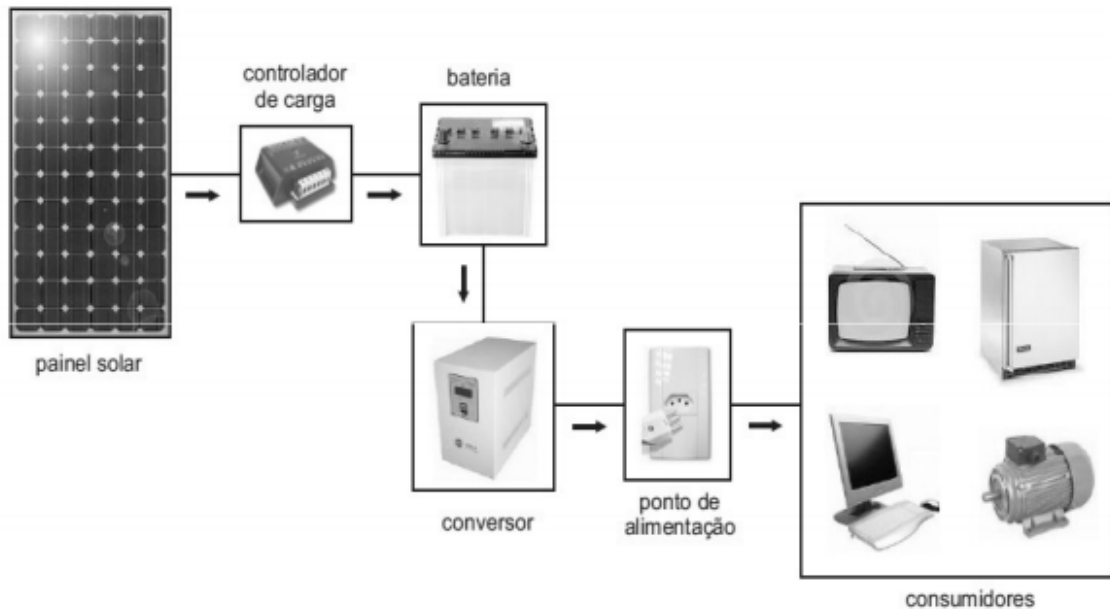 controlador
de carga
bateria
painel solar
conversor
ponto de
alimentação
consumidores